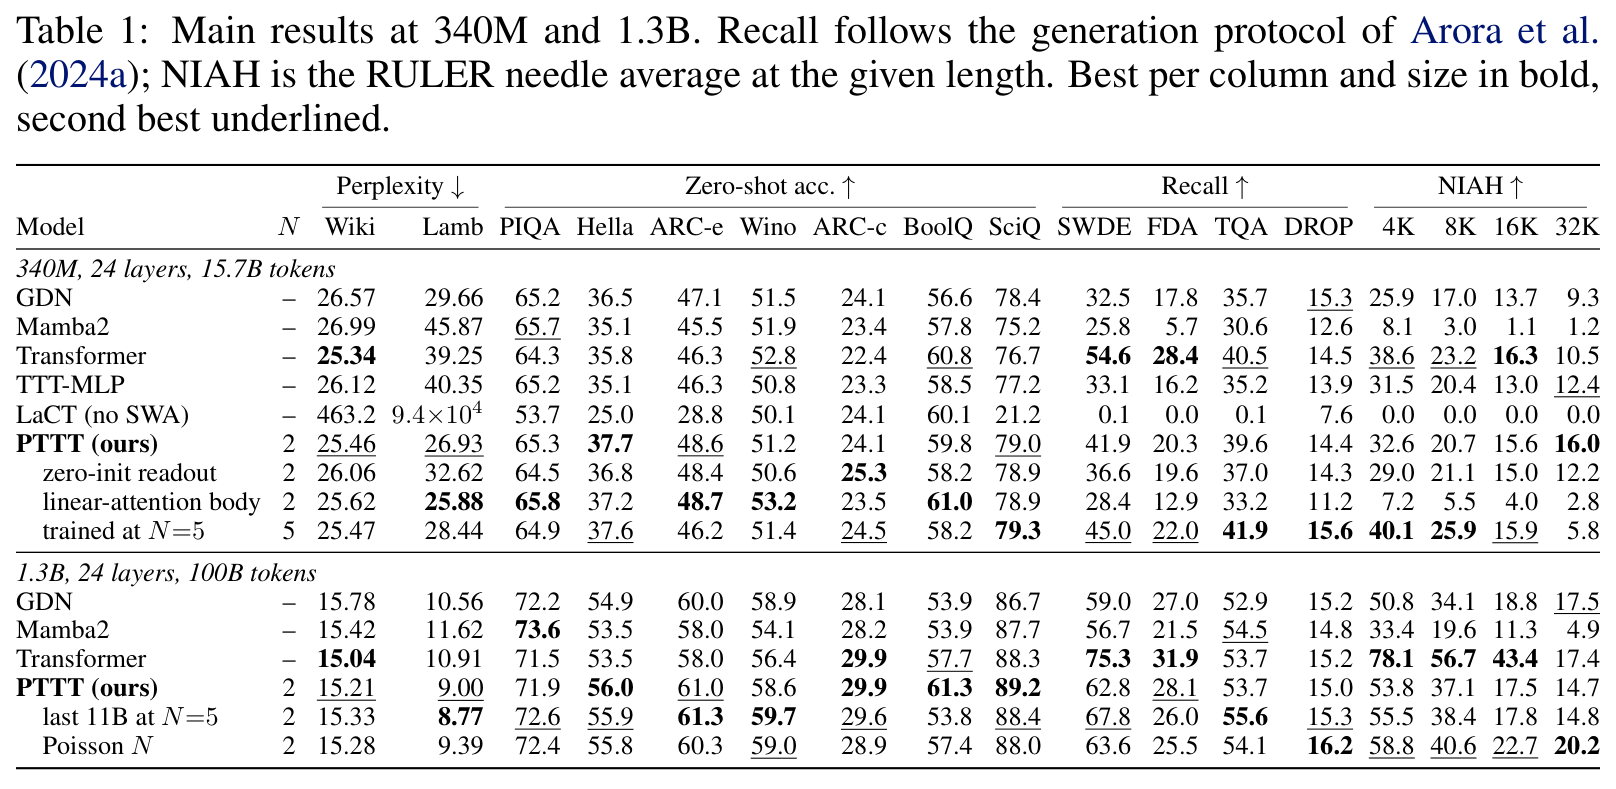 Table 1: Main results at 340M and 1.3B. Recall follows the generation protocol of Arora et al.
(2024a); NIAH is the RULER needle average at the given length. Best per column and size in bold,
second best underlined.
Perplexity ↓ Zero-shot acc. ↑ Recall ↑ NIAH ↑
Model N Wiki Lamb PIQA Hella ARC-e Wino ARC-c BoolQ SciQ SWDE FDA TQA DROP 4K 8K 16K 32K
340M, 24 layers, 15.7B tokens
GDN – 26.57 29.66 65.2 36.5 47.1 51.5 24.1 56.6 78.4 32.5 17.8 35.7 15.3 25.9 17.0 13.7 9.3
Mamba2 – 26.99 45.87 65.7 35.1 45.5 51.9 23.4 57.8 75.2 25.8 5.7 30.6 12.6 8.1 3.0 1.1 1.2
Transformer – 25.34 39.25 64.3 35.8 46.3 52.8 22.4 60.8 76.7 54.6 28.4 40.5 14.5 38.6 23.2 16.3 10.5
TTT-MLP – 26.12 40.35 65.2 35.1 46.3 50.8 23.3 58.5 77.2 33.1 16.2 35.2 13.9 31.5 20.4 13.0 12.4
LaCT (no SWA) – 463.2 9.4×10⁴ 53.7 25.0 28.8 50.1 24.1 60.1 21.2 0.1 0.0 0.1 7.6 0.0 0.0 0.0 0.0
PTTT (ours) 2 25.46 26.93 65.3 37.7 48.6 51.2 24.1 59.8 79.0 41.9 20.3 39.6 14.4 32.6 20.7 15.6 16.0
zero-init readout 2 26.06 32.62 64.5 36.8 48.4 50.6 25.3 58.2 78.9 36.6 19.6 37.0 14.3 29.0 21.1 15.0 12.2
linear-attention body 2 25.62 25.88 65.8 37.2 48.7 53.2 23.5 61.0 78.9 28.4 12.9 33.2 11.2 7.2 5.5 4.0 2.8
trained at N=5 5 25.47 28.44 64.9 37.6 46.2 51.4 24.5 58.2 79.3 45.0 22.0 41.9 15.6 40.1 25.9 15.9 5.8
1.3B, 24 layers, 100B tokens
GDN – 15.78 10.56 72.2 54.9 60.0 58.9 28.1 53.9 86.7 59.0 27.0 52.9 15.2 50.8 34.1 18.8 17.5
Mamba2 – 15.42 11.62 73.6 53.5 58.0 54.1 28.2 53.9 87.7 56.7 21.5 54.5 14.8 33.4 19.6 11.3 4.9
Transformer – 15.04 10.91 71.5 53.5 58.0 56.4 29.9 57.7 88.3 75.3 31.9 53.7 15.2 78.1 56.7 43.4 17.4
PTTT (ours) 2 15.21 9.00 71.9 56.0 61.0 58.6 29.9 61.3 89.2 62.8 28.1 53.7 15.0 53.8 37.1 17.5 14.7
last 11B at N=5 2 15.33 8.77 72.6 55.9 61.3 59.7 29.6 53.8 88.4 67.8 26.0 55.6 15.3 55.5 38.4 17.8 14.8
Poisson N 2 15.28 9.39 72.4 55.8 60.3 59.0 28.9 57.4 88.0 63.6 25.5 54.1 16.2 58.8 40.6 22.7 20.2